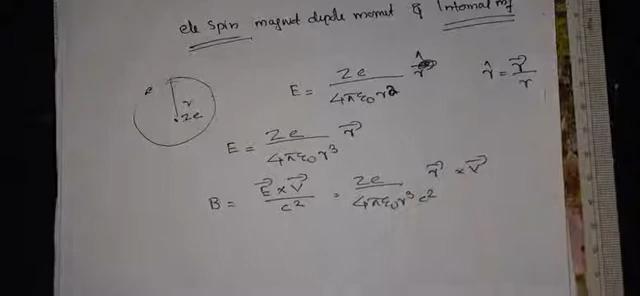 ele spin magnet dipole moment & Internal mf
e
r
ze
E = ze / 4πε₀r² r̂
r̂ = r⃗ / r
E = ze / 4πε₀r³ r⃗
B = E⃗ × V⃗ / c² = ze / 4πε₀r³c² r⃗ × V⃗